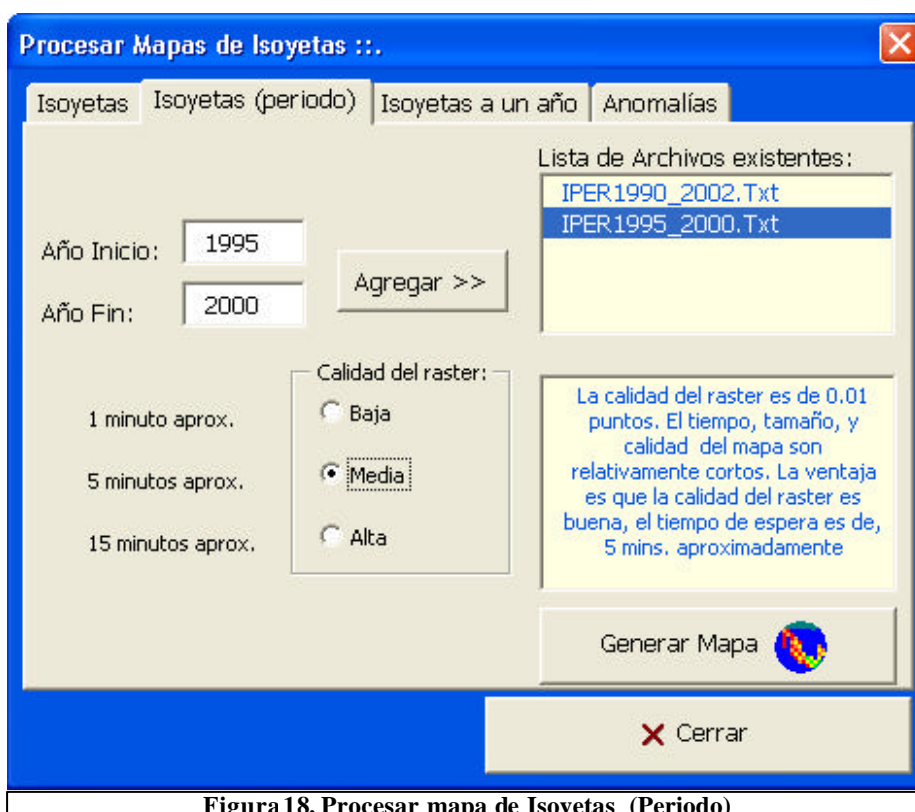 Procesar Mapas de Isoyetas ::.
Isoyetas
Isoyetas (periodo)
Isoyetas a un año
Anomalías
Lista de Archivos existentes:
IPER1990_2002.Txt
IPER1995_2000.Txt
Año Inicio:
1995
Año Fin:
2000
Agregar >>
Calidad del raster:
1 minuto aprox.
Baja
5 minutos aprox.
Media
15 minutos aprox.
Alta
La calidad del raster es de 0.01
puntos. El tiempo, tamaño, y
calidad del mapa son
relativamente cortos. La ventaja
es que la calidad del raster es
buena, el tiempo de espera es de,
5 mins. aproximadamente
Generar Mapa
Cerrar
Figura 18. Procesar mapa de Isoyetas (Periodo)